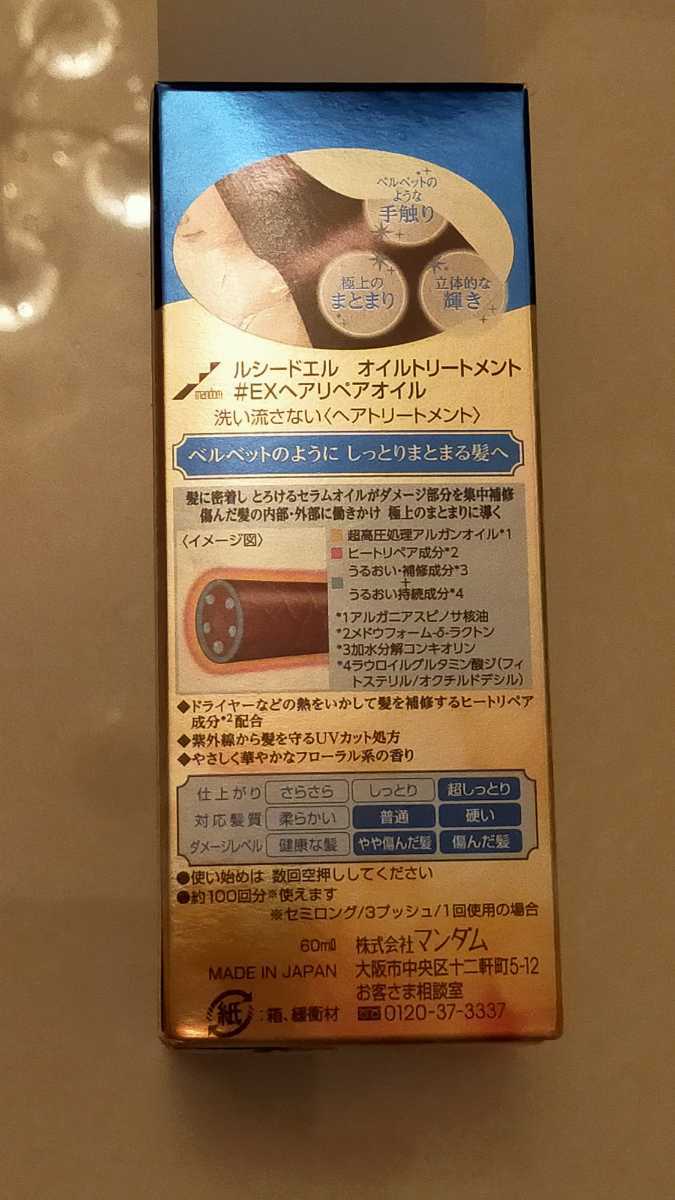 ベルベットの
ような
手触り
極上の
まとまり
立体的な
輝き
mandom
ルシードエル オイルトリートメント
#EXヘアリペアオイル
洗い流さない〈ヘアトリートメント〉
ベルベットのように しっとりまとまる髪へ
髪に密着し とろけるセラムオイルがダメージ部分を集中補修
傷んだ髪の内部・外部に働きかけ 極上のまとまりに導く
〈イメージ図〉
超高圧処理アルガンオイル*1
ヒートリペア成分*2
うるおい・補修成分*3
+
うるおい持続成分*4
*1アルガニアスピノサ核油
*2メドウフォーム-δ-ラクトン
*3加水分解コンキオリン
*4ラウロイルグルタミン酸ジ(フィ
トステリル/オクチルドデシル)
◆ドライヤーなどの熱をいかして髪を補修するヒートリペア
成分*2配合
◆紫外線から髪を守るUVカット処方
◆やさしく華やかなフローラル系の香り
仕上がり さらさら しっとり 超しっとり
対応髪質 柔らかい 普通 硬い
ダメージレベル 健康な髪 やや傷んだ髪 傷んだ髪
●使い始めは 数回空押ししてください
●約100回分※使えます
※セミロング/3プッシュ/1回使用の場合
60mℓ 株式会社マンダム
MADE IN JAPAN 大阪市中央区十二軒町5-12
お客さま相談室
紙:箱、緩衝材 0120-37-3337